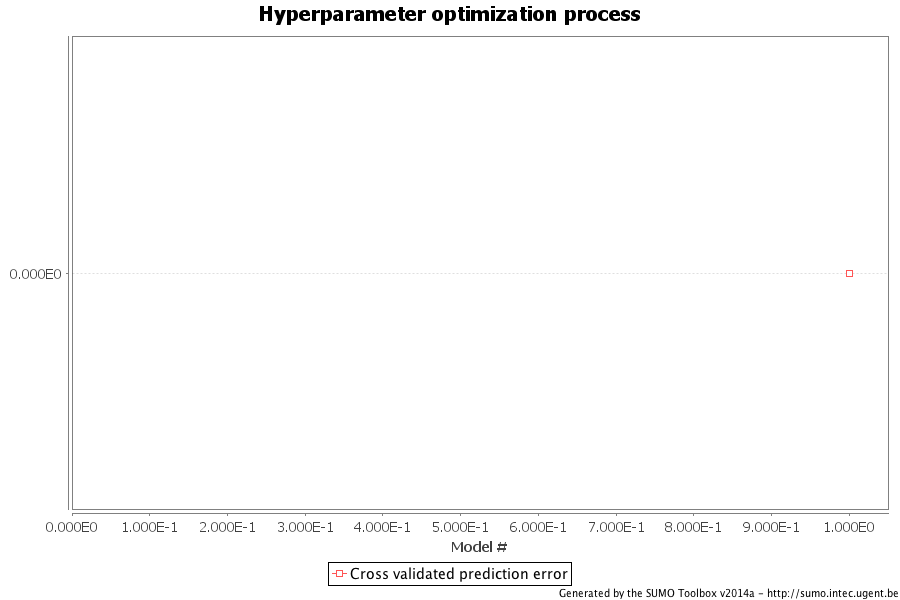 Hyperparameter optimization process
0.000E0
0.000E0 1.000E-1 2.000E-1 3.000E-1 4.000E-1 5.000E-1 6.000E-1 7.000E-1 8.000E-1 9.000E-1 1.000E0
Model #
Cross validated prediction error
Generated by the SUMO Toolbox v2014a - http://sumo.intec.ugent.be